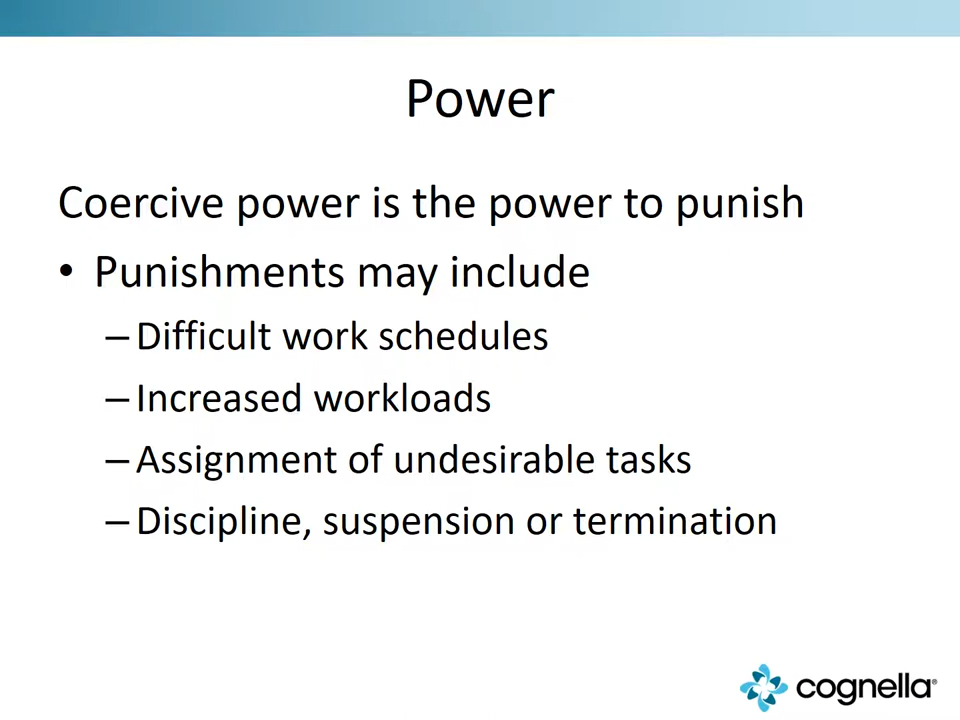 Power
Coercive power is the power to punish
• Punishments may include
– Difficult work schedules
– Increased workloads
– Assignment of undesirable tasks
– Discipline, suspension or termination
cognella®